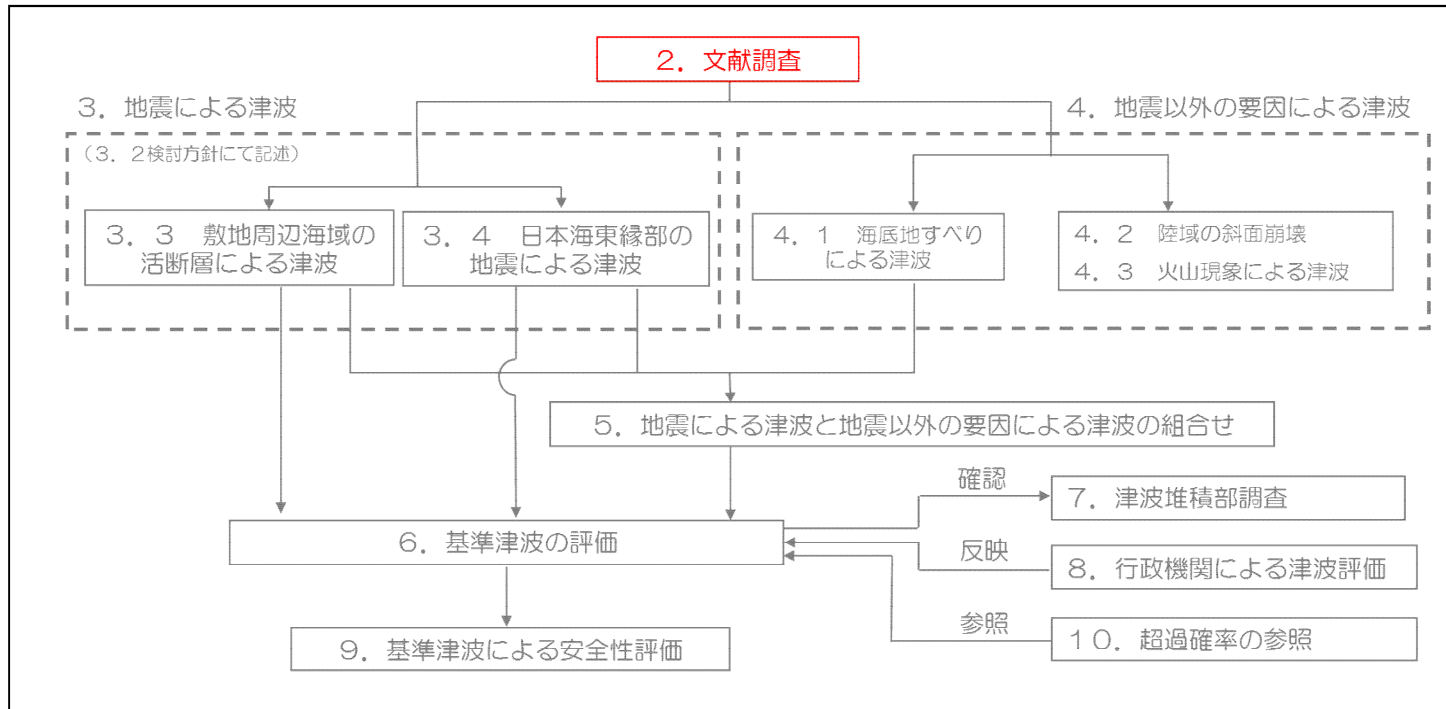 ２．文献調査
３．地震による津波
４．地震以外の要因による津波
（３．２検討方針にて記述）
３．３　敷地周辺海域の
活断層による津波
３．４　日本海東縁部の
地震による津波
４．１　海底地すべり
による津波
４．２　陸域の斜面崩壊
４．３　火山現象による津波
５．地震による津波と地震以外の要因による津波の組合せ
確認
７．津波堆積部調査
６．基準津波の評価
反映
８．行政機関による津波評価
参照
１０．超過確率の参照
９．基準津波による安全性評価